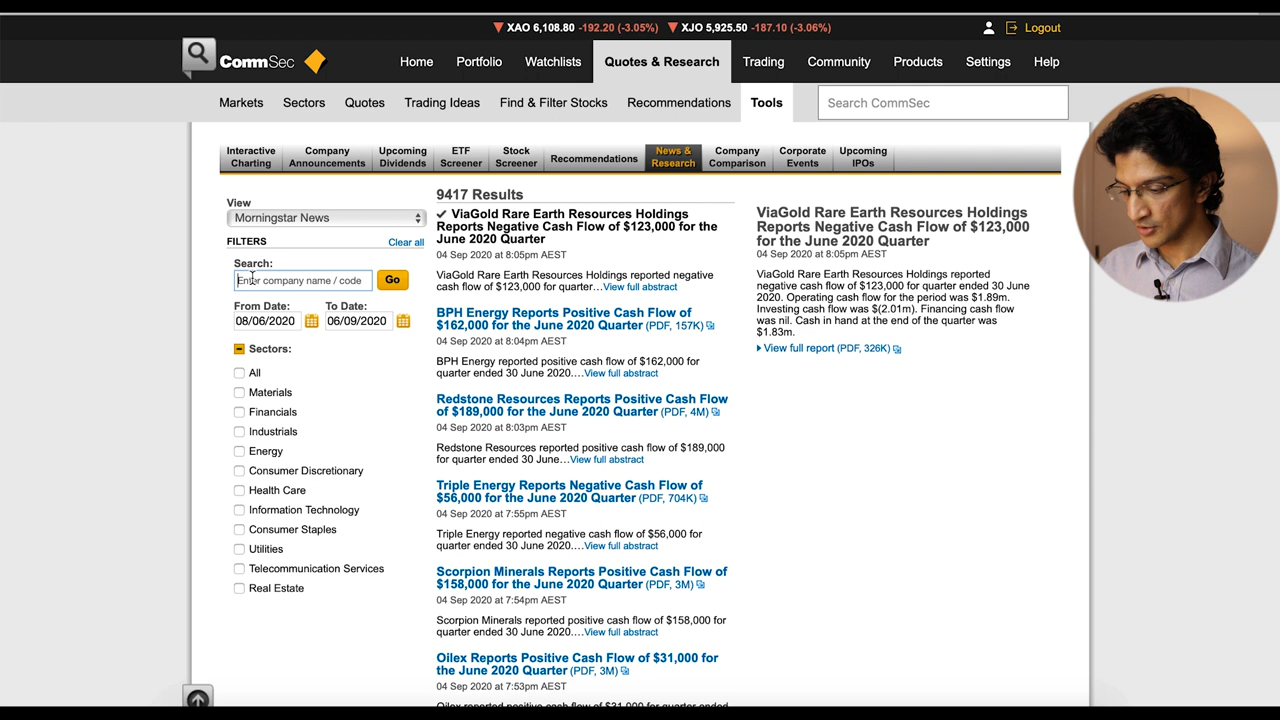 XAO 6,108.80 -192.20 (-3.05%) XJO 5,925.50 -187.10 (-3.06%)
Logout
CommSec
Home Portfolio Watchlists Quotes & Research Trading Community Products Settings Help
Markets Sectors Quotes Trading Ideas Find & Filter Stocks Recommendations Tools
Search CommSec
Interactive Charting
Company Announcements
Upcoming Dividends
ETF Screener
Stock Screener
Recommendations
News & Research
Company Comparison
Corporate Events
Upcoming IPOs
View
Morningstar News
FILTERS
Clear all
Search:
Enter company name / code
Go
From Date: To Date:
08/06/2020 06/09/2020
Sectors:
All
Materials
Financials
Industrials
Energy
Consumer Discretionary
Health Care
Information Technology
Consumer Staples
Utilities
Telecommunication Services
Real Estate
9417 Results
ViaGold Rare Earth Resources Holdings
Reports Negative Cash Flow of $123,000 for the
June 2020 Quarter
04 Sep 2020 at 8:05pm AEST
ViaGold Rare Earth Resources Holdings reported negative
cash flow of $123,000 for quarter...View full abstract
BPH Energy Reports Positive Cash Flow of
$162,000 for the June 2020 Quarter (PDF, 157K)
04 Sep 2020 at 8:04pm AEST
BPH Energy reported positive cash flow of $162,000 for
quarter ended 30 June 2020....View full abstract
Redstone Resources Reports Positive Cash Flow
of $189,000 for the June 2020 Quarter (PDF, 4M)
04 Sep 2020 at 8:03pm AEST
Redstone Resources reported positive cash flow of $189,000
for quarter ended 30 June...View full abstract
Triple Energy Reports Negative Cash Flow of
$56,000 for the June 2020 Quarter (PDF, 704K)
04 Sep 2020 at 7:55pm AEST
Triple Energy reported negative cash flow of $56,000 for
quarter ended 30 June 2020....View full abstract
Scorpion Minerals Reports Positive Cash Flow of
$158,000 for the June 2020 Quarter (PDF, 3M)
04 Sep 2020 at 7:54pm AEST
Scorpion Minerals reported positive cash flow of $158,000 for
quarter ended 30 June 2020....View full abstract
Oilex Reports Positive Cash Flow of $31,000 for
the June 2020 Quarter (PDF, 3M)
04 Sep 2020 at 7:53pm AEST
Oilex reported positive cash flow of $31,000 for quarter ended
ViaGold Rare Earth Resources Holdings
Reports Negative Cash Flow of $123,000
for the June 2020 Quarter
04 Sep 2020 at 8:05pm AEST
ViaGold Rare Earth Resources Holdings reported
negative cash flow of $123,000 for quarter ended 30 June
2020. Operating cash flow for the period was $1.89m.
Investing cash flow was $(2.01m). Financing cash flow
was nil. Cash in hand at the end of the quarter was
$1.83m.
View full report (PDF, 326K)